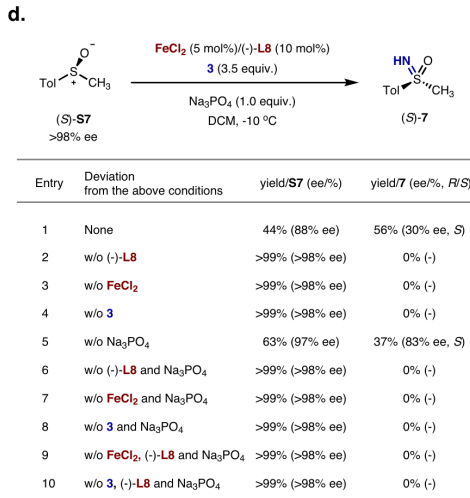 d.
FeCl₂ (5 mol%)/(-)-L8 (10 mol%)
3 (3.5 equiv.)
Na₃PO₄ (1.0 equiv.)
DCM, -10 ºC
O⁻
Tol S⁺ CH₃
(S)-S7
>98% ee
HN O
Tol S CH₃
(S)-7
Entry Deviation from the above conditions yield/S7 (ee/%) yield/7 (ee/%, R/S)
1 None 44% (88% ee) 56% (30% ee, S)
2 w/o (-)-L8 >99% (>98% ee) 0% (-)
3 w/o FeCl₂ >99% (>98% ee) 0% (-)
4 w/o 3 >99% (>98% ee) 0% (-)
5 w/o Na₃PO₄ 63% (97% ee) 37% (83% ee, S)
6 w/o (-)-L8 and Na₃PO₄ >99% (>98% ee) 0% (-)
7 w/o FeCl₂ and Na₃PO₄ >99% (>98% ee) 0% (-)
8 w/o 3 and Na₃PO₄ >99% (>98% ee) 0% (-)
9 w/o FeCl₂, (-)-L8 and Na₃PO₄ >99% (>98% ee) 0% (-)
10 w/o 3, (-)-L8 and Na₃PO₄ >99% (>98% ee) 0% (-)